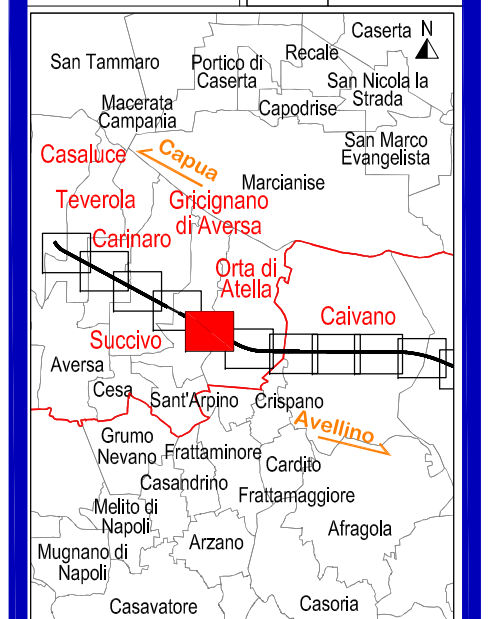 Caserta
N
Recale
San Tammaro
Portico di
Caserta
San Nicola la
Strada
Macerata
Campania
Capodrise
San Marco
Evangelista
Casaluce
Capua
Marcianise
Teverola
Gricignano
di Aversa
Carinaro
Orta di
Atella
Caivano
Succivo
Aversa
Cesa
Sant'Arpino
Crispano
Avellino
Grumo
Nevano
Frattaminore
Cardito
Casandrino
Frattamaggiore
Melito di
Napoli
Afragola
Arzano
Mugnano di
Napoli
Casavatore
Casoria